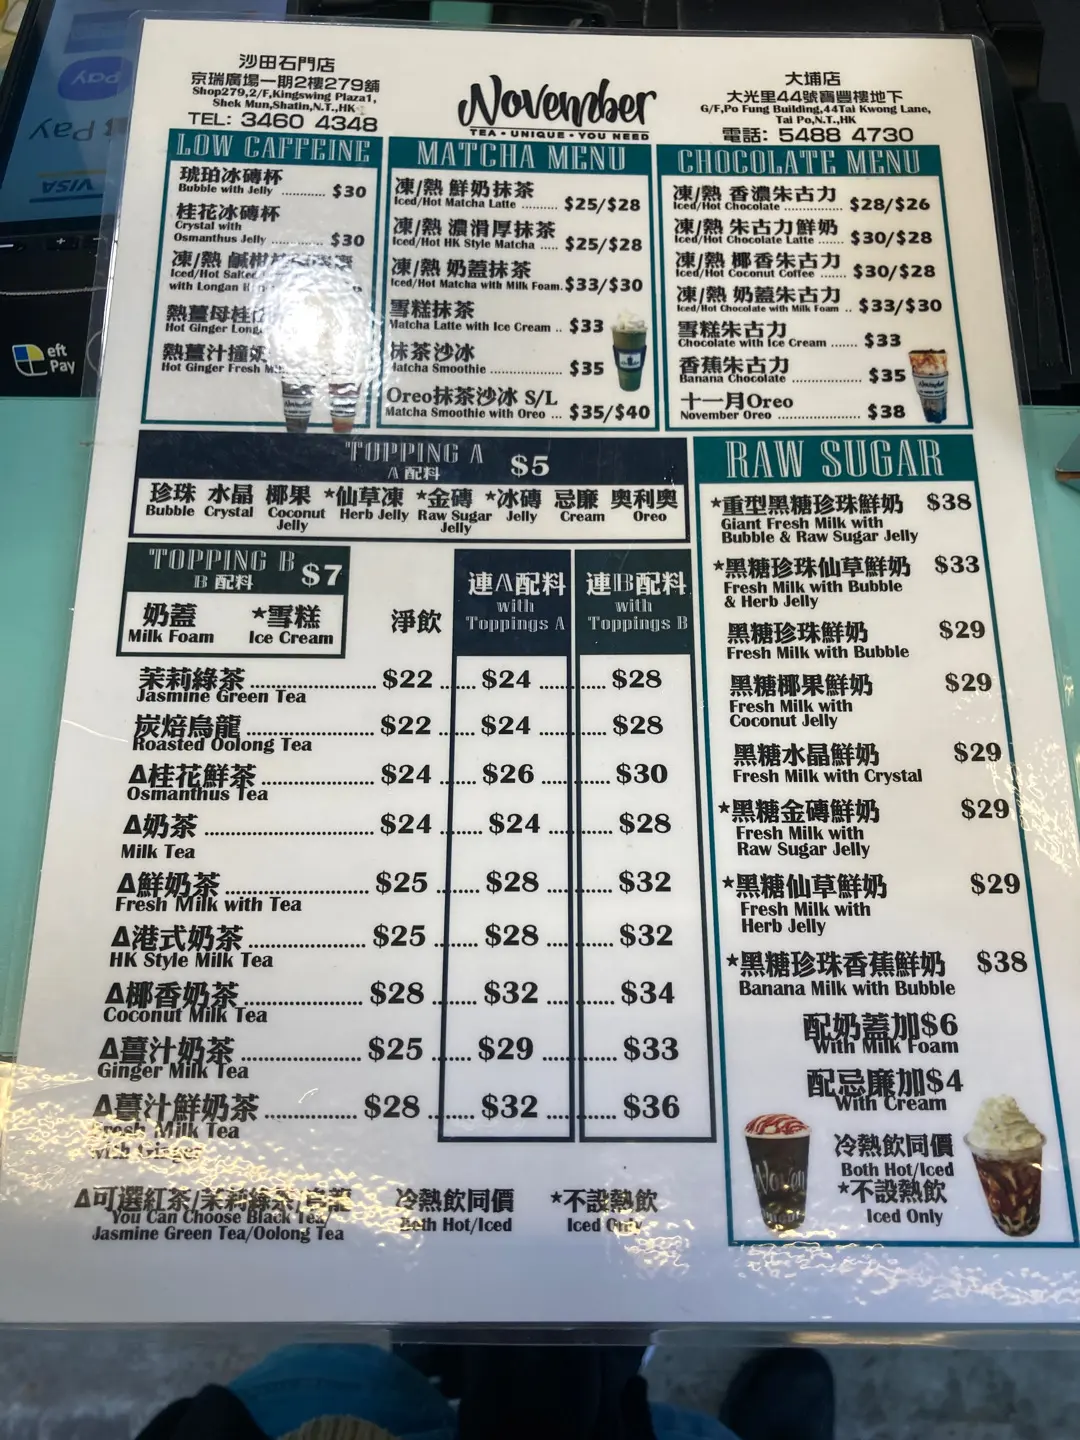 沙田石門店
京瑞廣場一期2樓279舖
Shop279,2/F,Kingswing Plaza1,
Shek Mun,Shatin,N.T.,HK
TEL: 3460 4348
November
TEA · UNIQUE · YOU NEED
大埔店
大光里44號寶豐樓地下
G/F,Po Fung Building,44Tai Kwong Lane,
Tai Po,N.T.,HK
電話: 5488 4730
LOW CAFFEINE
琥珀冰磚杯
Bubble with Jelly ........... $30
桂花冰磚杯
Crystal with
Osmanthus Jelly ............. $30
凍/熱 鹹柑桔
Iced/Hot Salted
with Longan
熱薑母桂
Hot Ginger Long
熱薑汁撞奶
Hot Ginger Fresh
MATCHA MENU
凍/熱 鮮奶抹茶
Iced/Hot Matcha Latte ......... $25/$28
凍/熱 濃滑厚抹茶
Iced/Hot HK Style Matcha ..... $25/$28
凍/熱 奶蓋抹茶
Iced/Hot Matcha with Milk Foam. $33/$30
雪糕抹茶
Matcha Latte with Ice Cream .. $33
抹茶沙冰
Matcha Smoothie ..................... $35
Oreo抹茶沙冰 S/L
Matcha Smoothie with Oreo ... $35/$40
CHOCOLATE MENU
凍/熱 香濃朱古力
Iced/Hot Chocolate ............... $28/$26
凍/熱 朱古力鮮奶
Iced/Hot Chocolate Latte ...... $30/$28
凍/熱 椰香朱古力
Iced/Hot Coconut Coffee ....... $30/$28
凍/熱 奶蓋朱古力
Iced/Hot Chocolate with Milk Foam .. $33/$30
雪糕朱古力
Chocolate with Ice Cream ...... $33
香蕉朱古力
Banana Chocolate ................. $35
十一月Oreo
November Oreo ..................... $38
TOPPING A
A 配料 $5
珍珠 水晶 椰果 *仙草凍 *金磚 *冰磚 忌廉 奧利奧
Bubble Crystal Coconut Jelly Herb Jelly Raw Sugar Jelly Jelly Cream Oreo
TOPPING B
B 配料 $7
奶蓋 *雪糕
Milk Foam Ice Cream
淨飲
連A配料
with
Toppings A
連B配料
with
Toppings B
茉莉綠茶 ........ $22 ...... $24 ........ $28
Jasmine Green Tea
炭焙烏龍 ........ $22 ...... $24 ........ $28
Roasted Oolong Tea
Δ桂花鮮茶 ........ $24 ...... $26 ........ $30
Osmanthus Tea
Δ奶茶 ........ $24 ...... $24 ........ $28
Milk Tea
Δ鮮奶茶 ........ $25 ...... $28 ........ $32
Fresh Milk with Tea
Δ港式奶茶 ........ $25 ...... $28 ........ $32
HK Style Milk Tea
Δ椰香奶茶 ........ $28 ...... $32 ........ $34
Coconut Milk Tea
Δ薑汁奶茶 ........ $25 ...... $29 ........ $33
Ginger Milk Tea
Δ薑汁鮮奶茶 ........ $28 ...... $32 ........ $36
Fresh Milk Tea
With Ginger
Δ可選紅茶/茉莉綠茶/烏龍
You Can Choose Black Tea/
Jasmine Green Tea/Oolong Tea
冷熱飲同價
Both Hot/Iced
*不設熱飲
Iced Only
RAW SUGAR
*重型黑糖珍珠鮮奶 $38
Giant Fresh Milk with
Bubble & Raw Sugar Jelly
*黑糖珍珠仙草鮮奶 $33
Fresh Milk with Bubble
& Herb Jelly
黑糖珍珠鮮奶 $29
Fresh Milk with Bubble
黑糖椰果鮮奶 $29
Fresh Milk with
Coconut Jelly
黑糖水晶鮮奶 $29
Fresh Milk with Crystal
*黑糖金磚鮮奶 $29
Fresh Milk with
Raw Sugar Jelly
*黑糖仙草鮮奶 $29
Fresh Milk with
Herb Jelly
*黑糖珍珠香蕉鮮奶 $38
Banana Milk with Bubble
配奶蓋加$6
With Milk Foam
配忌廉加$4
With Cream
冷熱飲同價
Both Hot/Iced
*不設熱飲
Iced Only
eft
Pay
Pay
VISA